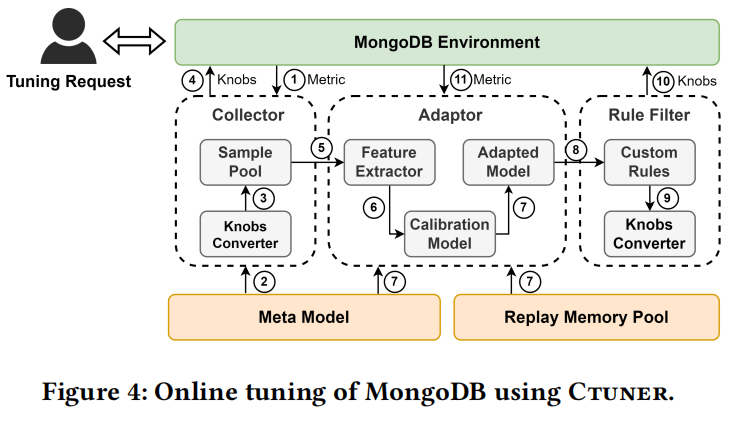 MongoDB Environment
Tuning Request
4 Knobs
1 Metric
11 Metric
10 Knobs
Collector
Adaptor
Rule Filter
Sample
Pool
5
Feature
Extractor
Adapted
Model
8
Custom
Rules
3
6
7
9
Knobs
Converter
Calibration
Model
Knobs
Converter
2
7
7
Meta Model
Replay Memory Pool
Figure 4: Online tuning of MongoDB using CTUNER.